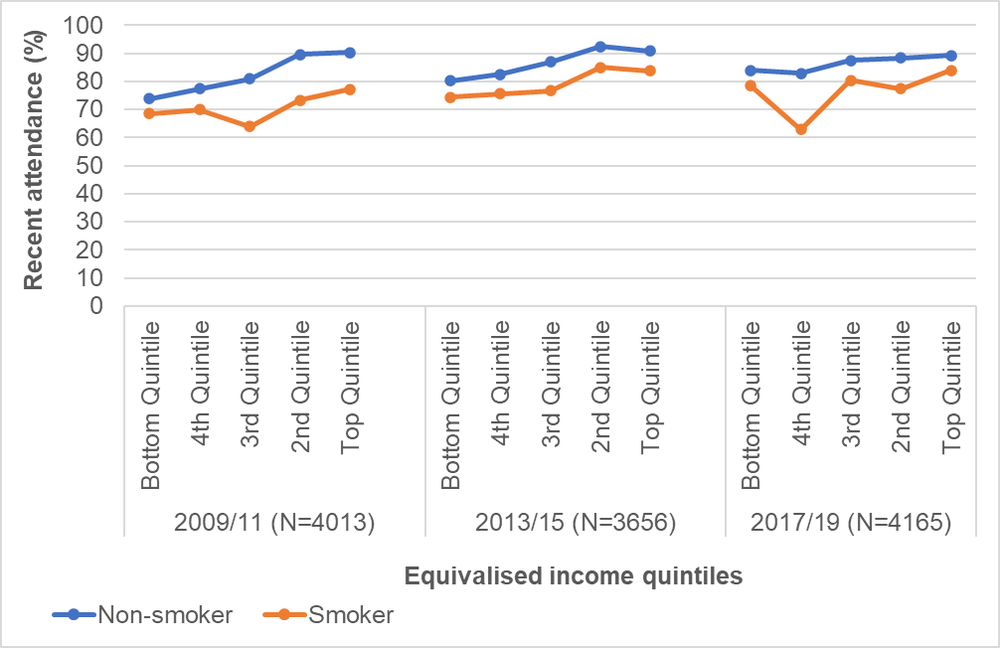 Recent attendance (%)
100
90
80
70
60
50
40
30
20
10
0
Bottom Quintile
4th Quintile
3rd Quintile
2nd Quintile
Top Quintile
Bottom Quintile
4th Quintile
3rd Quintile
2nd Quintile
Top Quintile
Bottom Quintile
4th Quintile
3rd Quintile
2nd Quintile
Top Quintile
2009/11 (N=4013)
2013/15 (N=3656)
2017/19 (N=4165)
Equivalised income quintiles
Non-smoker
Smoker